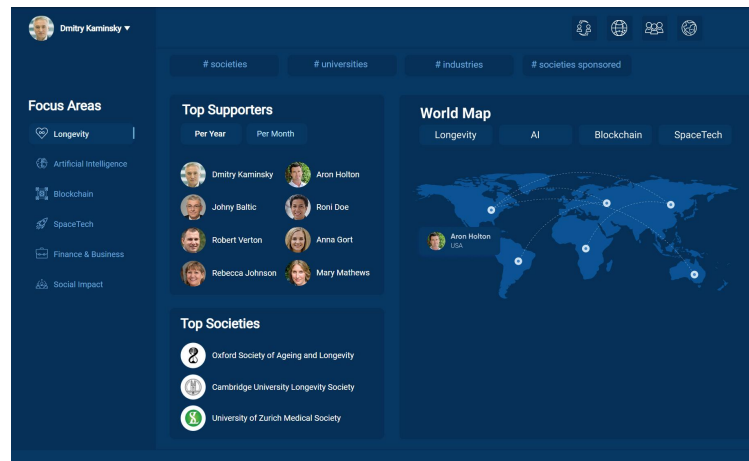 Dmitry Kaminsky ▼
# societies
# universities
# industries
# societies sponsored
Focus Areas
Longevity
Artificial Intelligence
Blockchain
SpaceTech
Finance & Business
Social Impact
Top Supporters
Per Year
Per Month
Dmitry Kaminsky
Aron Holton
Johny Baltic
Roni Doe
Robert Verton
Anna Gort
Rebecca Johnson
Mary Mathews
Top Societies
Oxford Society of Ageing and Longevity
Cambridge University Longevity Society
University of Zurich Medical Society
World Map
Longevity
AI
Blockchain
SpaceTech
Aron Holton
USA